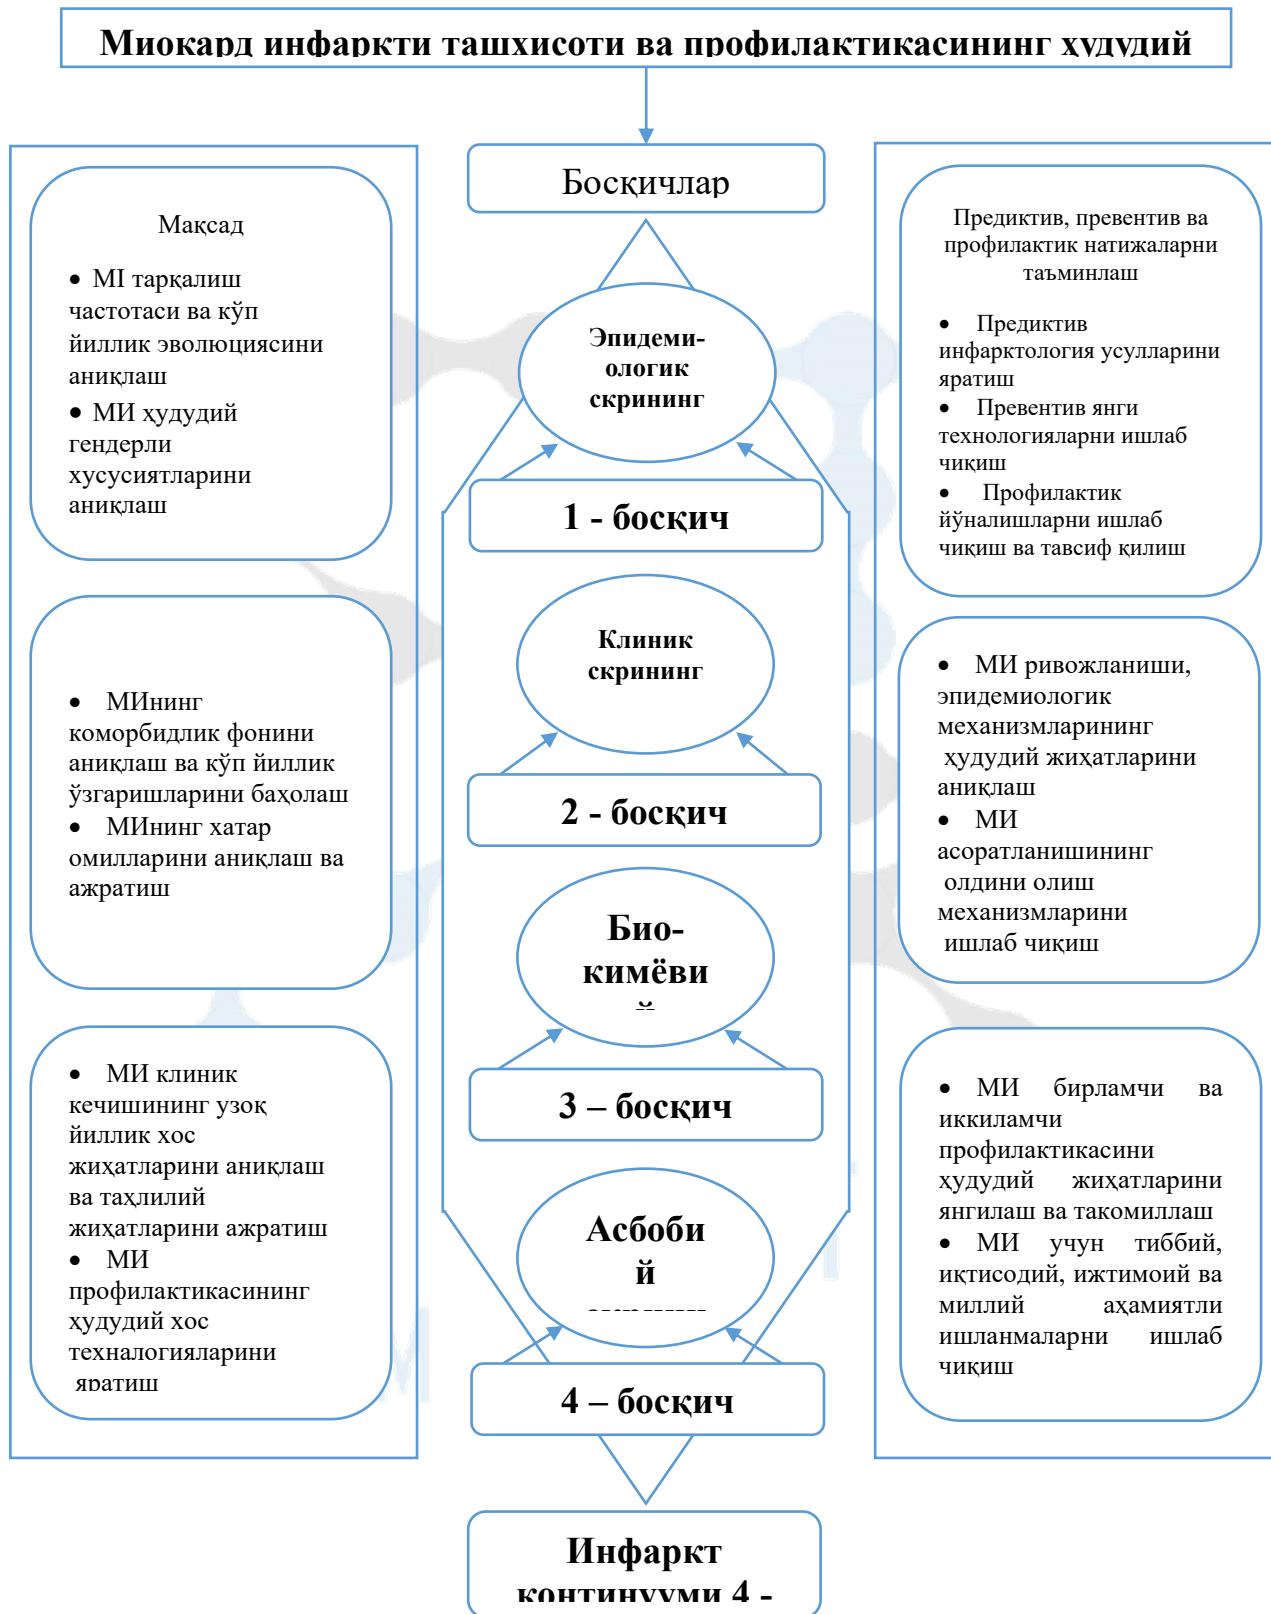 Миокард инфаркти ташхисоти ва профилактикасининг ҳудудий
Босқичлар
Мақсад
• МI тарқалиш
частотаси ва кўп
йиллик эволюциясини
аниқлаш
• МИ ҳудудий
гендерли
хусусиятларини
аниқлаш
• МИнинг
коморбидлик фонини
аниқлаш ва кўп йиллик
ўзгаришларини баҳолаш
• МИнинг хатар
омилларини аниқлаш ва
ажратиш
• МИ клиник
кечишининг узоқ
йиллик хос
жиҳатларини аниқлаш
ва таҳлилий
жиҳатларини ажратиш
• МИ
профилактикасининг
ҳудудий хос
техналогияларини
яратиш
Эпидеми-
ологик
скрининг
1 - босқич
Клиник
скрининг
2 - босқич
Био-
кимёви
й
3 – босқич
Асбоби
й
4 – босқич
Инфаркт
континууми 4 -
Предиктив, превентив ва
профилактик натижаларни
таъминлаш
• Предиктив
инфарктология усулларини
яратиш
• Превентив янги
технологияларни ишлаб
чиқиш
• Профилактик
йўналишларни ишлаб
чиқиш ва тавсиф қилиш
• МИ ривожланиши,
эпидемиологик
механизмларининг
ҳудудий жиҳатларини
аниқлаш
• МИ
асоратланишининг
олдини олиш
механизмларини
ишлаб чиқиш
• МИ бирламчи ва
иккиламчи
профилактикасини
ҳудудий жиҳатларини
янгилаш ва такомиллаш
• МИ учун тиббий,
иқтисодий, ижтимоий ва
миллий аҳамиятли
ишланмаларни ишлаб
чиқиш